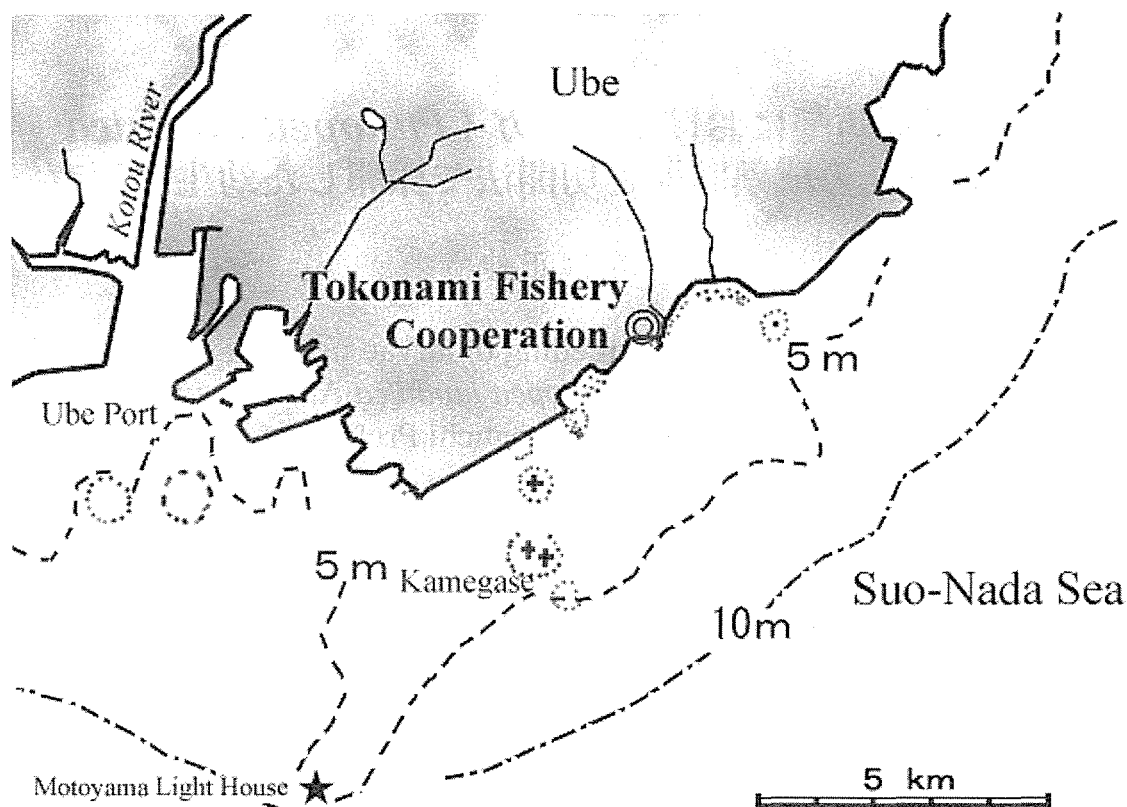 Ube
Kotou River
Tokonami Fishery
Cooperation
5 m
Ube Port
5 m
Kamegase
Suo-Nada Sea
10m
Motoyama Light House
5 km